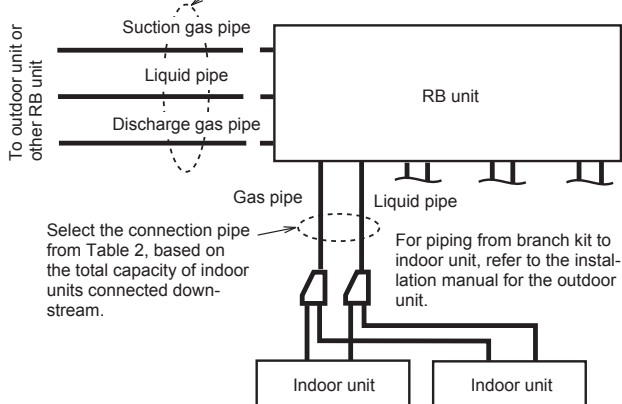 To outdoor unit or
other RB unit
Suction gas pipe
Liquid pipe
Discharge gas pipe
RB unit
Gas pipe
Liquid pipe
Select the connection pipe
from Table 2, based on
the total capacity of indoor
units connected down-
stream.
For piping from branch kit to
indoor unit, refer to the instal-
lation manual for the outdoor
unit.
Indoor unit
Indoor unit